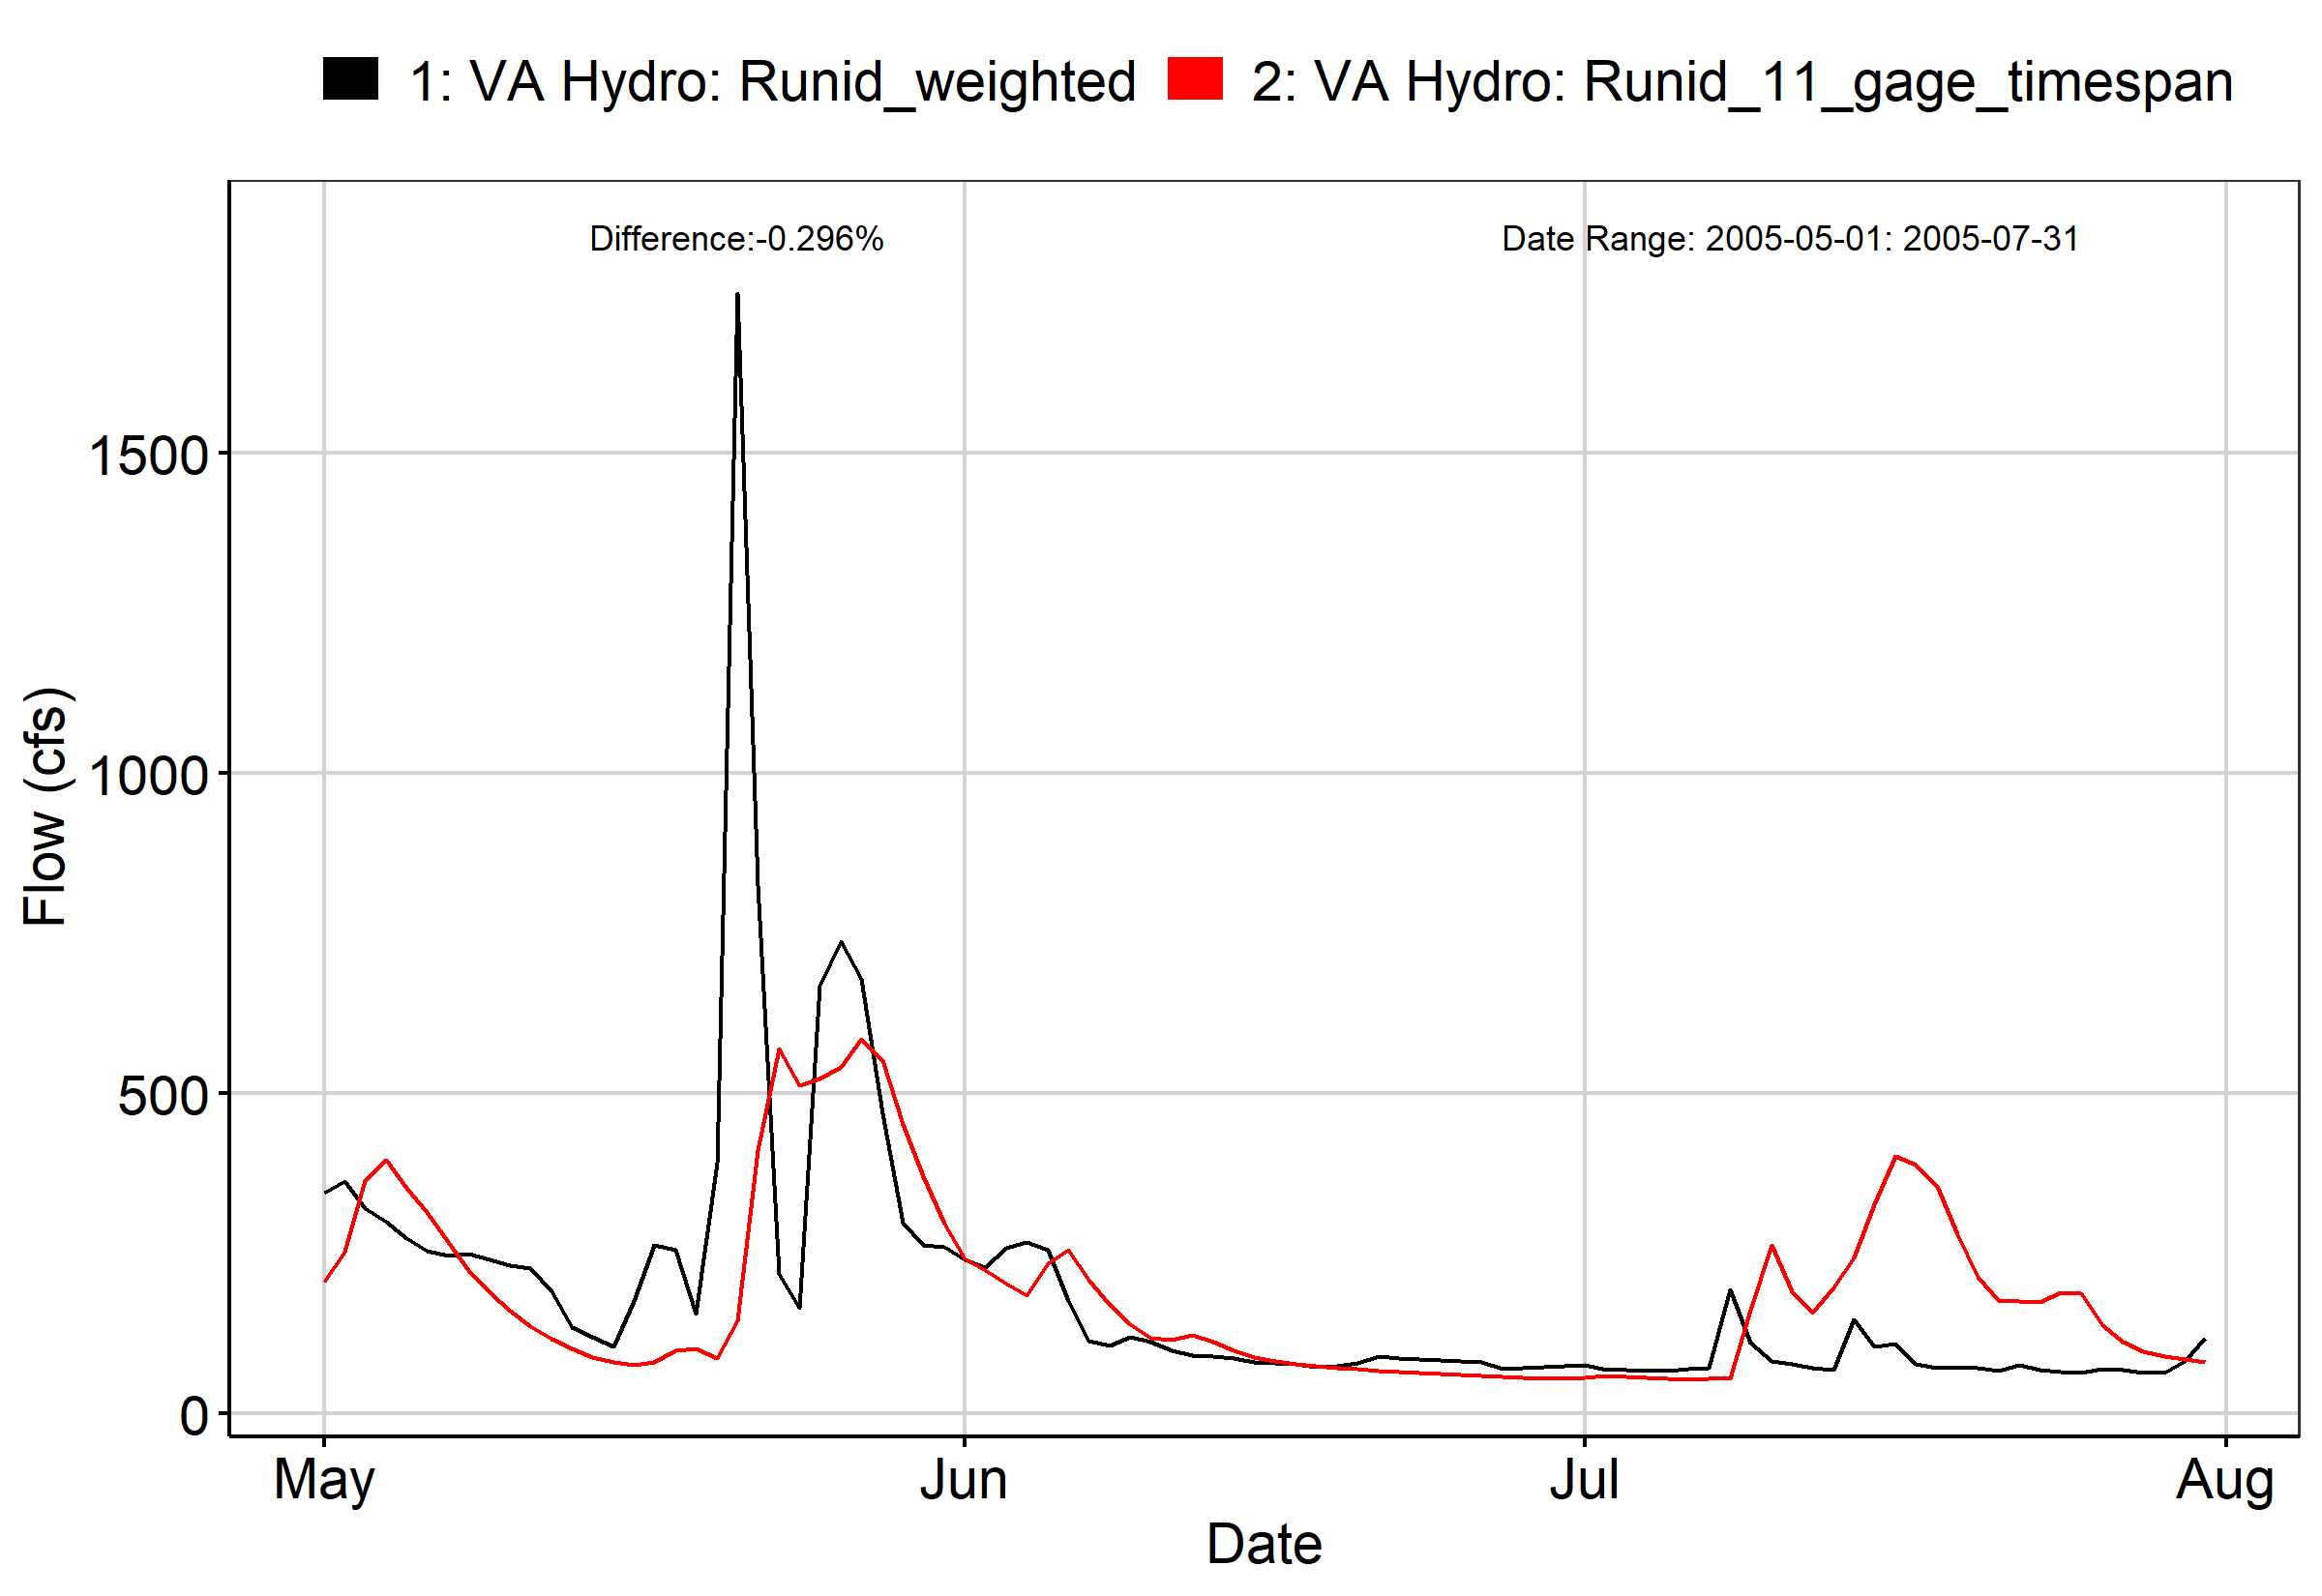 1: VA Hydro: Runid_weighted 2: VA Hydro: Runid_11_gage_timespan
Difference:-0.296% Date Range: 2005-05-01: 2005-07-31
Flow (cfs)
1500
1000
500
0
May Jun Jul Aug
Date